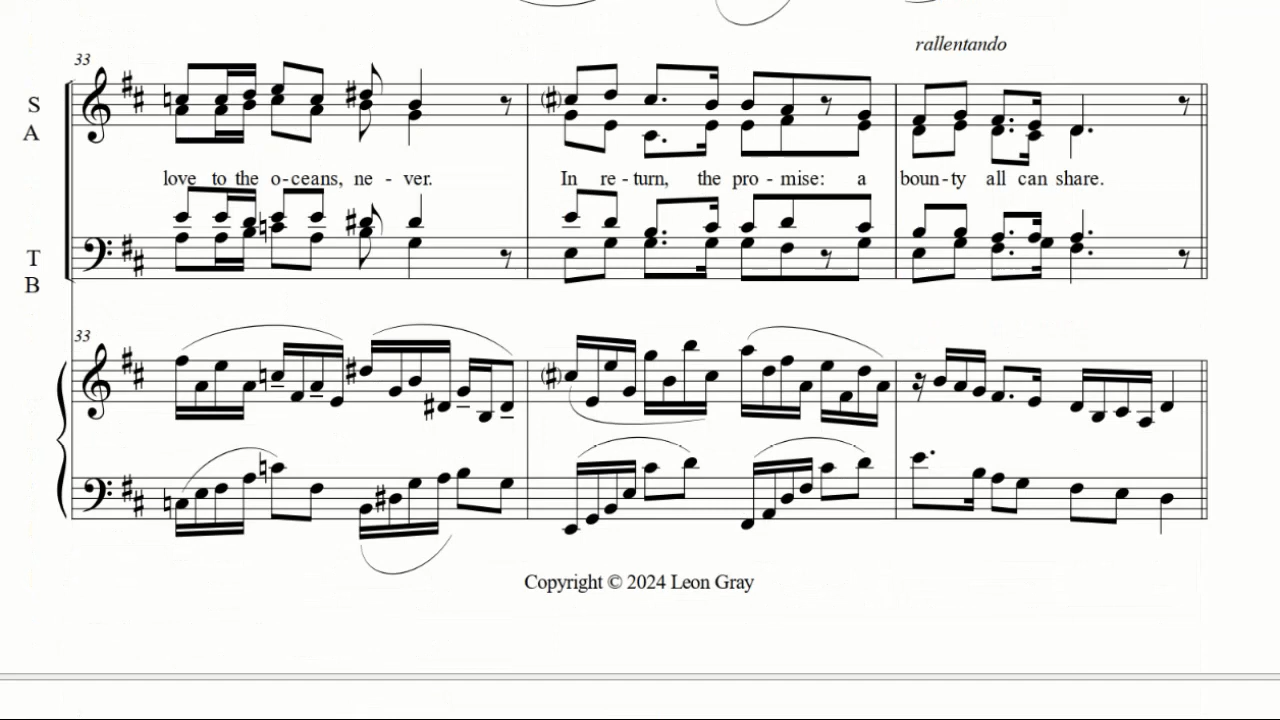 rallentando
33
S
A
love to the o-ceans, ne - ver. In re-turn, the pro - mise: a boun-ty all can share.
T
B
33
Copyright © 2024 Leon Gray